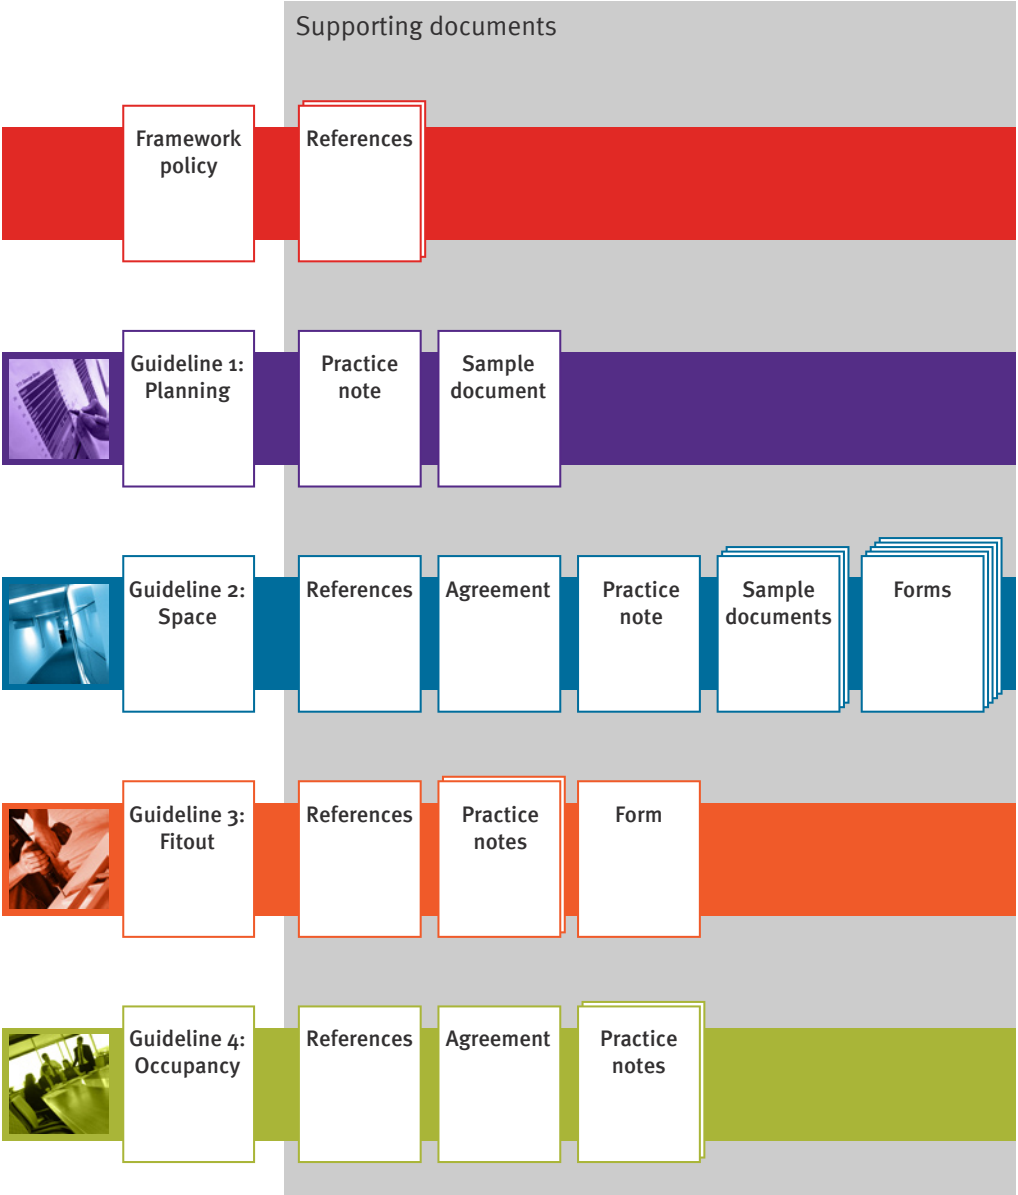 Supporting documents
Framework
policy
References
Guideline 1:
Planning
Practice
note
Sample
document
Guideline 2:
Space
References
Agreement
Practice
note
Sample
documents
Forms
Guideline 3:
Fitout
References
Practice
notes
Form
Guideline 4:
Occupancy
References
Agreement
Practice
notes